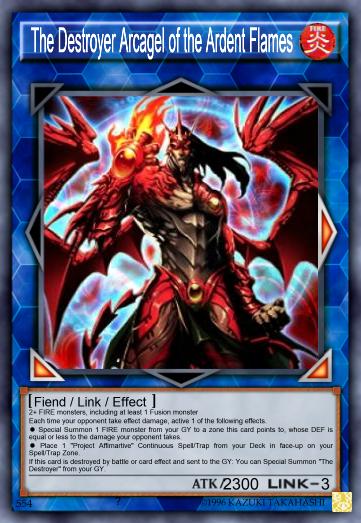 The Destroyer Arcagel of the Ardent Flames
FIRE
炎
[Fiend / Link / Effect ]
2+ FIRE monsters, including at least 1 Fusion monster
Each time your opponent take effect damage, active 1 of the following effects.
● Special Summon 1 FIRE monster from your GY to a zone this card points to, whose DEF is
equal or less to the damage your opponent takes.
● Place 1 "Project Affirmartive" Continuous Spell/Trap from your Deck in face-up on your
Spell/Trap Zone.
If this card is destroyed by battle or card effect and sent to the GY: You can Special Summon "The
Destroyer" from your GY.
ATK/2300 LINK-3
554 ? ©1996 KAZUKI TAKAHASHI